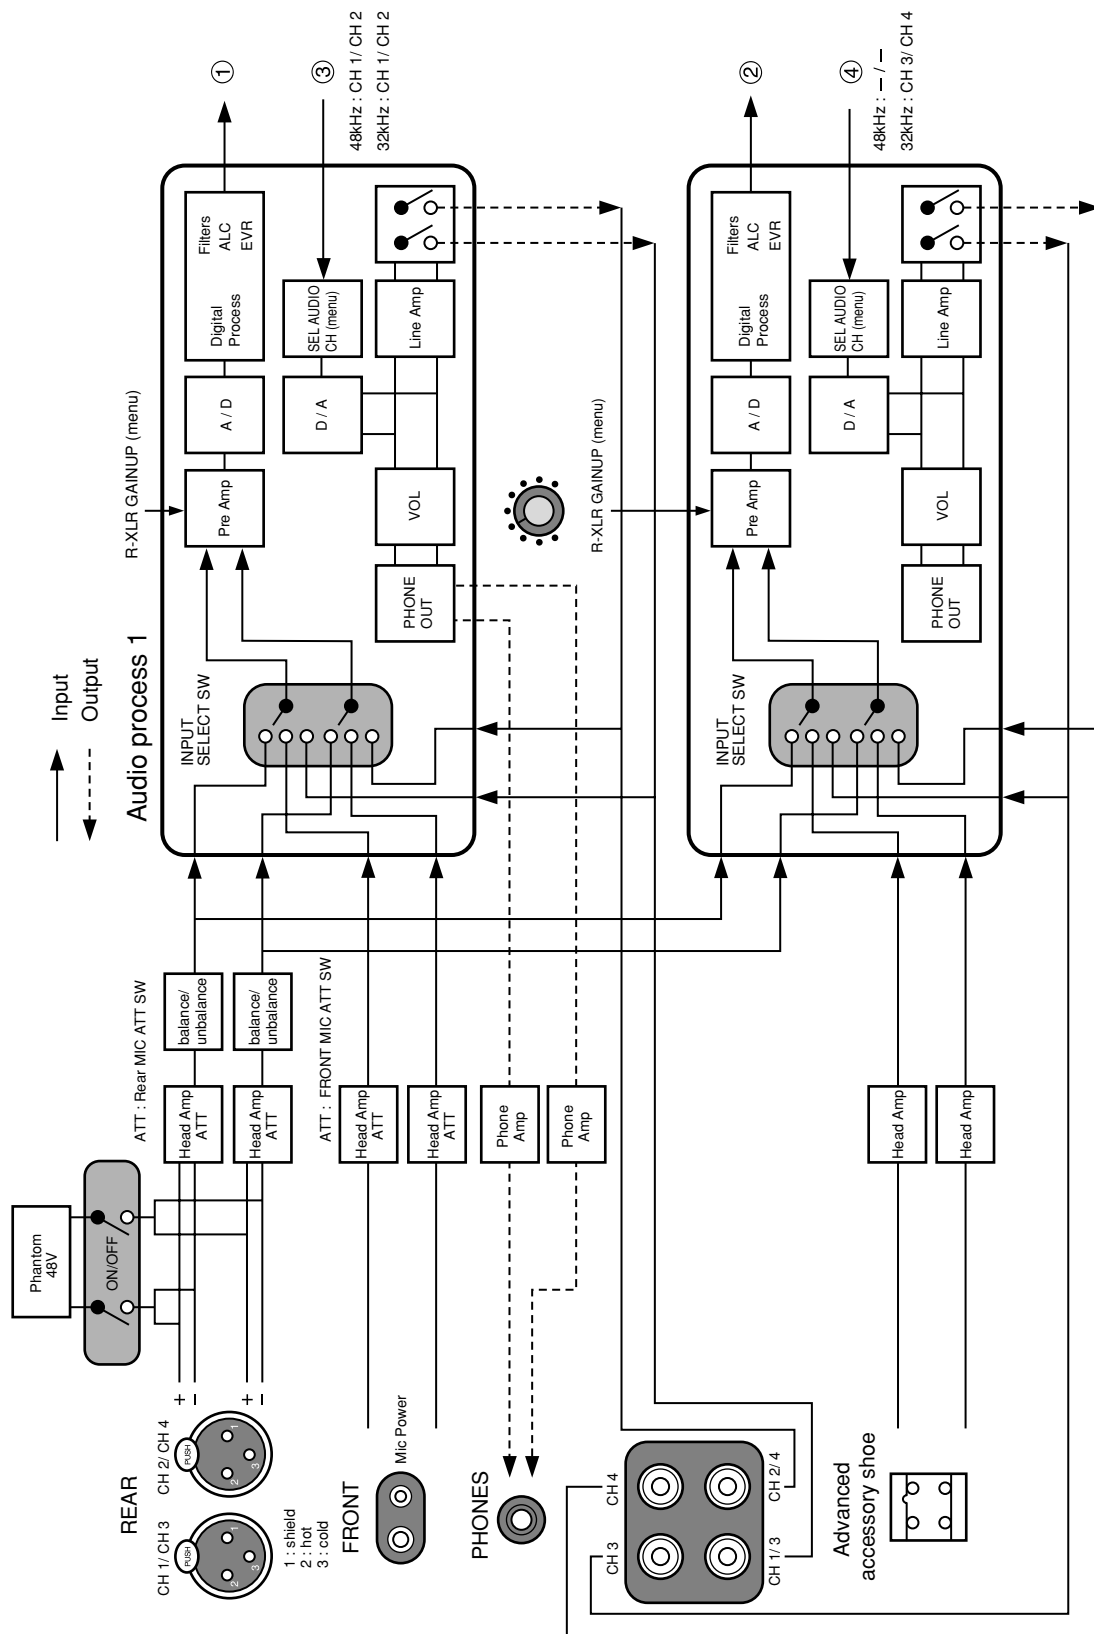 Input
Output
Audio process 1
R-XLR GAINUP (menu)
Pre Amp
A / D
Digital
Process
Filters
ALC
EVR
①
INPUT
SELECT SW
D / A
SEL AUDIO
CH (menu)
③
48kHz : CH 1/ CH 2
32kHz : CH 1/ CH 2
PHONE
OUT
VOL
Line Amp
R-XLR GAINUP (menu)
Pre Amp
A / D
Digital
Process
Filters
ALC
EVR
②
INPUT
SELECT SW
D / A
SEL AUDIO
CH (menu)
④
48kHz : – / –
32kHz : CH 3/ CH 4
PHONE
OUT
VOL
Line Amp
Phantom
48V
ON/OFF
ATT : Rear MIC ATT SW
Head Amp
ATT
balance/
unbalance
Head Amp
ATT
balance/
unbalance
ATT : FRONT MIC ATT SW
Head Amp
ATT
Head Amp
ATT
Phone
Amp
Phone
Amp
Head Amp
Head Amp
REAR
CH 1/ CH 3
CH 2/ CH 4
PUSH
1
2
3
PUSH
1
2
3
+
–
+
–
1 : shield
2 : hot
3 : cold
FRONT
Mic Power
PHONES
CH 3
CH 4
CH 1/ 3
CH 2/ 4
Advanced
accessory shoe